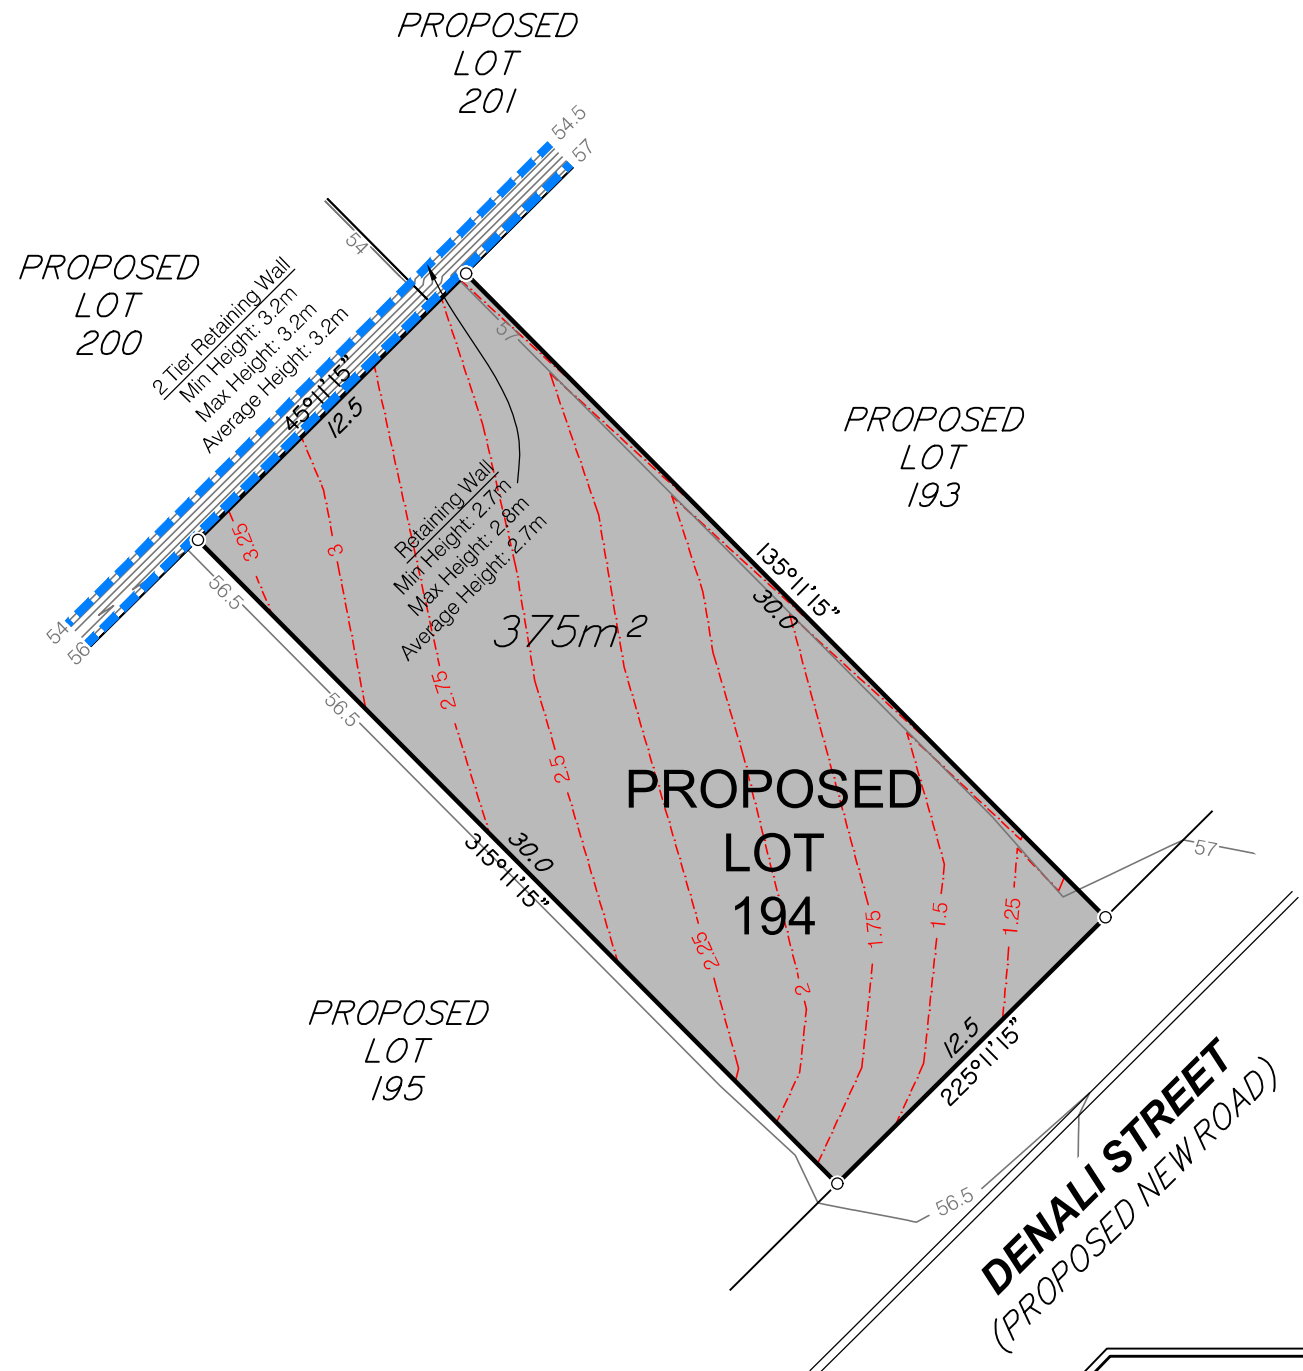 PROPOSED
LOT
201
54.5
57
54
PROPOSED
LOT
200
2 Tier Retaining Wall
Min Height: 3.2m
Max Height: 3.2m
Average Height: 3.2m
45°11'15"
12.5
57
PROPOSED
LOT
193
Retaining Wall
Min Height: 2.7m
Max Height: 2.8m
Average Height: 2.7m
3.25
3
135°11'15"
30.0
54
56
56.5
375m²
56.5
2.75
2.5
PROPOSED
LOT
194
30.0
315°11'15"
2.25
2
1.75
1.5
1.25
57
PROPOSED
LOT
195
12.5
225°11'15"
56.5
DENALI STREET
(PROPOSED NEW ROAD)